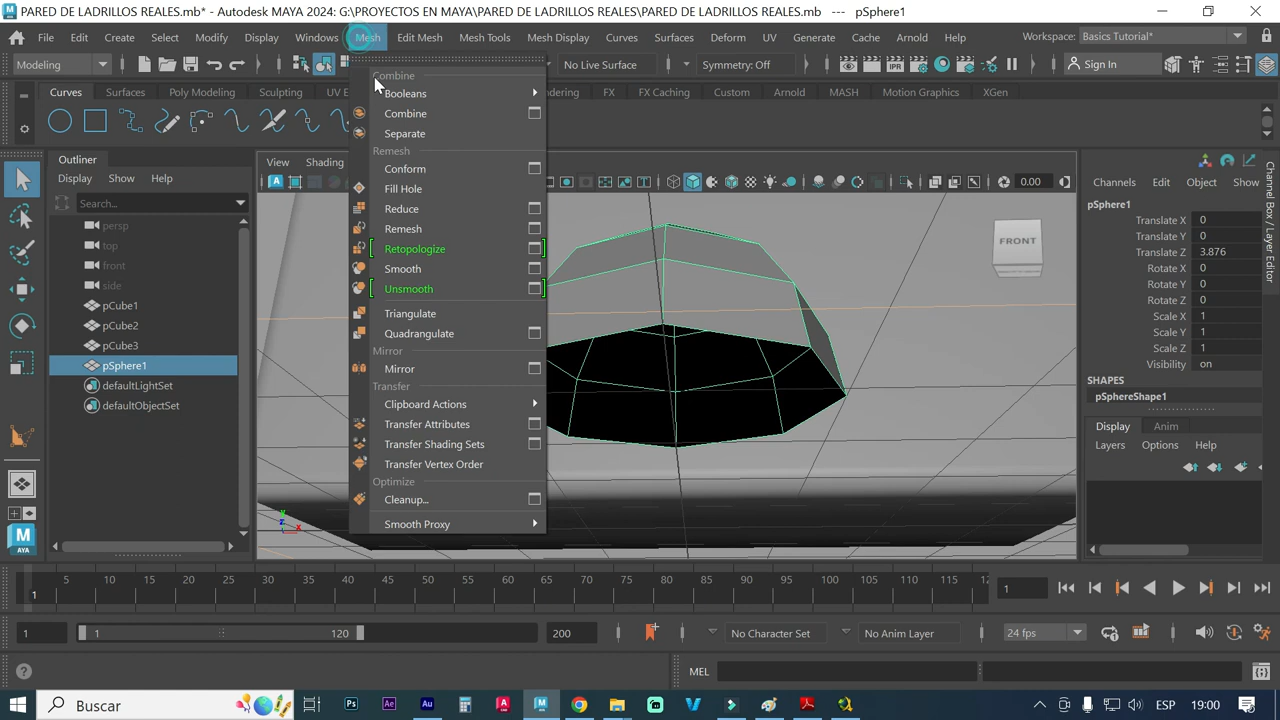 PARED DE LADRILLOS REALES.mb* - Autodesk MAYA 2024: G:\PROYECTOS EN MAYA\PARED DE LADRILLOS REALES\PARED DE LADRILLOS REALES.mb* --- pSphere1
File Edit Create Select Modify Display Windows Mesh Edit Mesh Mesh Tools Mesh Display Curves Surfaces Deform UV Generate Cache Arnold Help Workspace: Basics Tutorial*
Modeling No Live Surface Symmetry: Off Sign In
Curves Surfaces Poly Modeling Sculpting FX FX Caching Custom Arnold MASH Motion Graphics XGen
Outliner
Display Show Help
Search...
persp
top
front
side
pCube1
pCube2
pCube3
pSphere1
defaultLightSet
defaultObjectSet
Combine
Booleans
Combine
Separate
Remesh
Conform
Fill Hole
Reduce
Remesh
Retopologize
Smooth
Unsmooth
Triangulate
Quadrangulate
Mirror
Mirror
Transfer
Clipboard Actions
Transfer Attributes
Transfer Shading Sets
Transfer Vertex Order
Optimize
Cleanup...
Smooth Proxy
View Shading
0.00
FRONT
Channels Edit Object Show
pSphere1
Translate X 0
Translate Y 0
Translate Z 3.876
Rotate X 0
Rotate Y 0
Rotate Z 0
Scale X 1
Scale Y 1
Scale Z 1
Visibility on
SHAPES
pSphereShape1
Display Anim
Layers Options Help
Channel Box / Layer Editor
AYA
5 10 15 20 25 30 35 40 45 50 55 60 65 70 75 80 85 90 95 100 105 110 115 12
1
1
1 1 120 200 No Character Set No Anim Layer 24 fps
MEL
Buscar
ESP 19:00